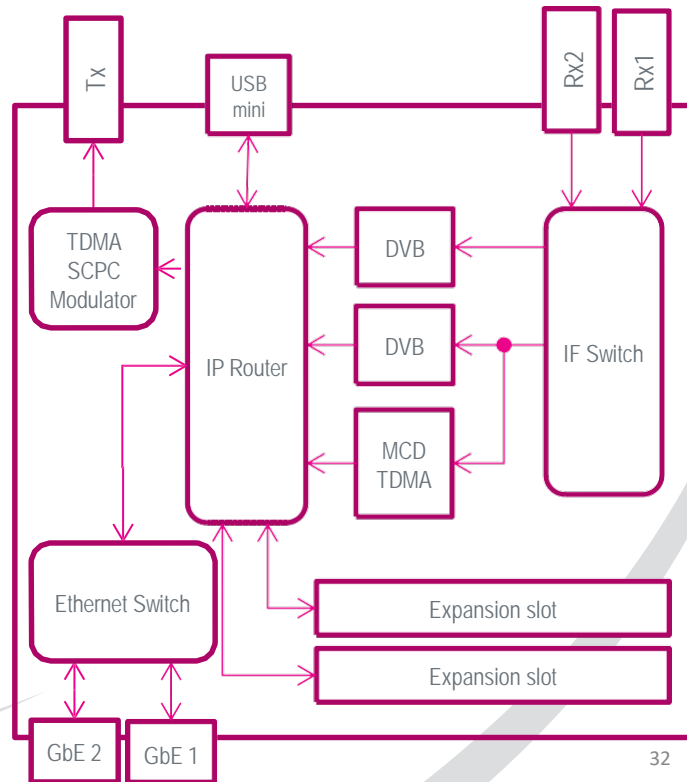 Tx
USB
mini
Rx2
Rx1
TDMA
SCPC
Modulator
DVB
DVB
IP Router
IF Switch
MCD
TDMA
Ethernet Switch
Expansion slot
Expansion slot
GbE 2
GbE 1
32